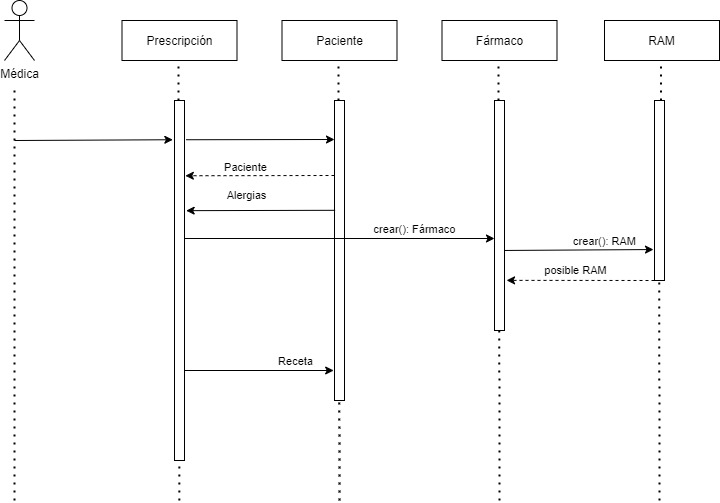 Médica
Prescripción
Paciente
Fármaco
RAM
Paciente
Alergias
crear(): Fármaco
crear(): RAM
posible RAM
Receta